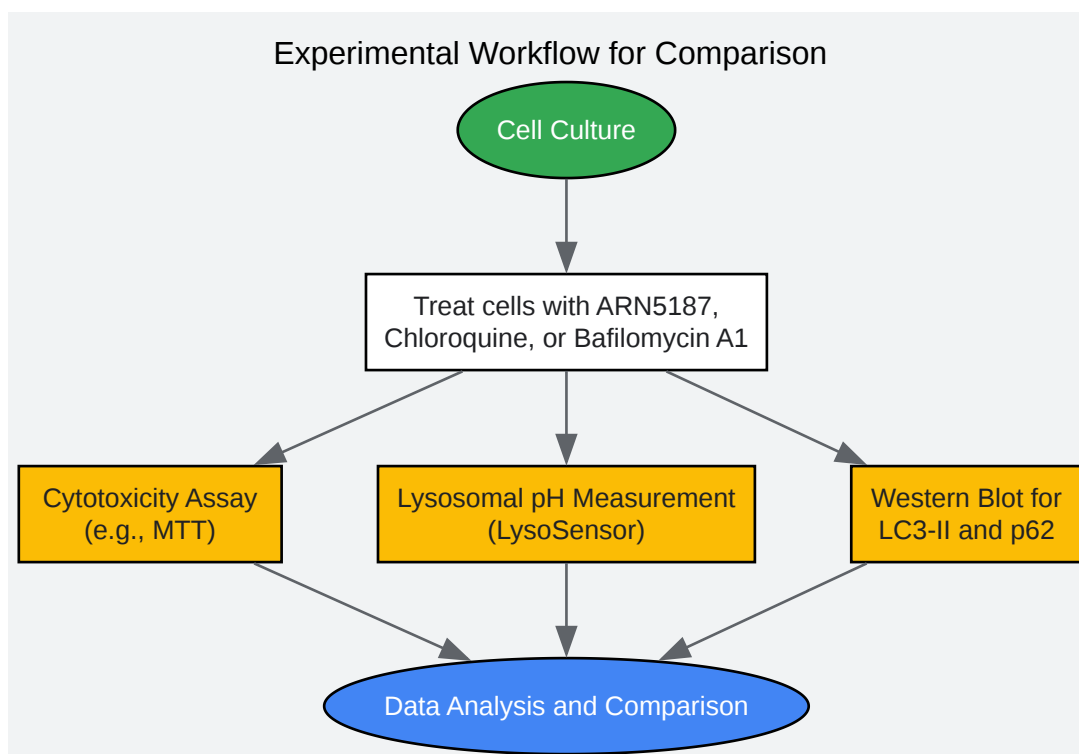 Experimental Workflow for Comparison
Cell Culture
Treat cells with ARN5187,
Chloroquine, or Bafilomycin A1
Cytotoxicity Assay
(e.g., MTT)
Lysosomal pH Measurement
(LysoSensor)
Western Blot for
LC3-II and p62
Data Analysis and Comparison